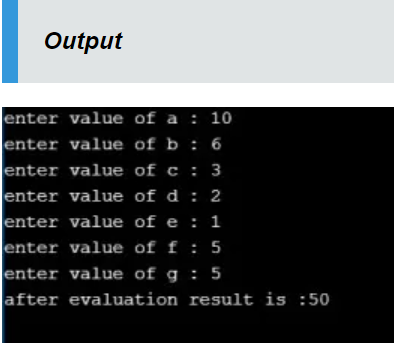 Output
enter value of a : 10
enter value of b : 6
enter value of c : 3
enter value of d : 2
enter value of e : 1
enter value of f : 5
enter value of g : 5
after evaluation result is :50